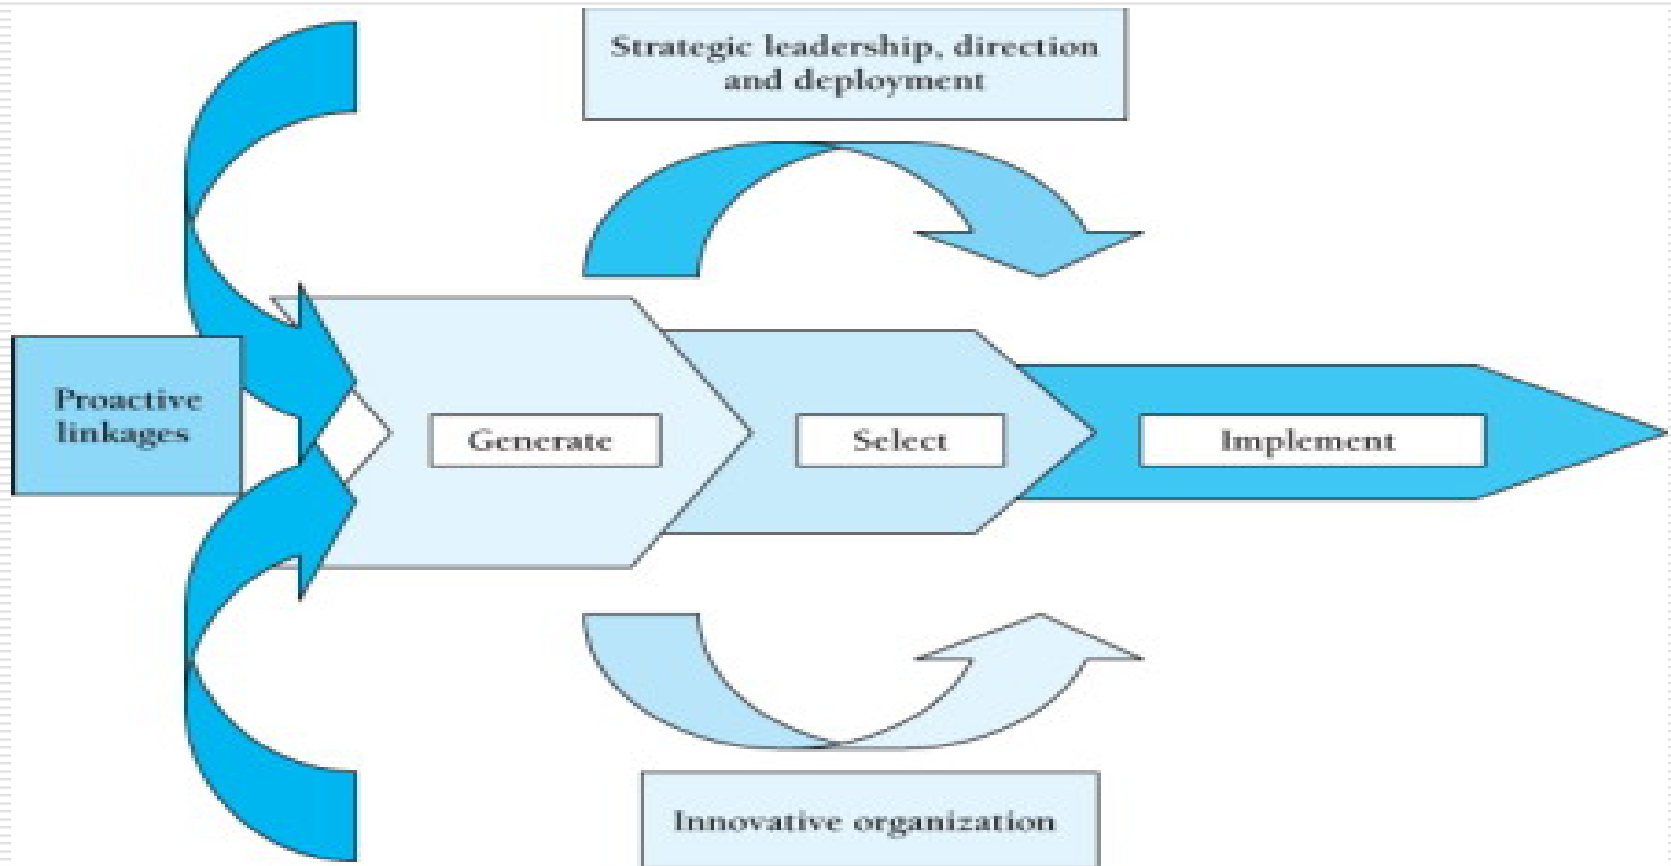 Strategic leadership, direction
and deployment
Proactive
linkages
Generate
Select
Implement
Innovative organization